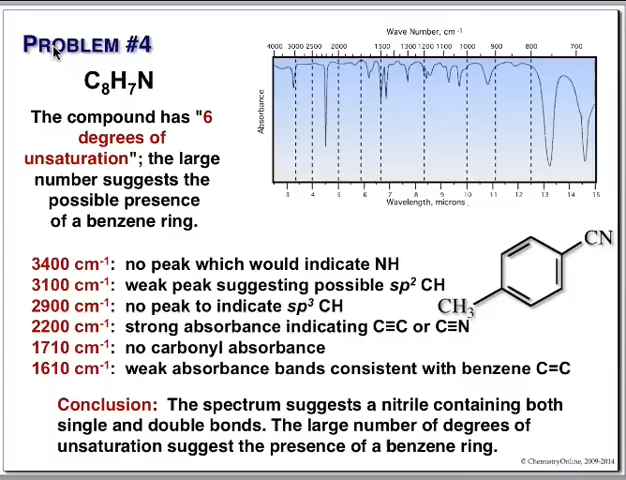 PROBLEM #4
C₈H₇N
The compound has "6
degrees of
unsaturation"; the large
number suggests the
possible presence
of a benzene ring.
Wave Number, cm⁻¹
4000 3000 2500 2000 1500 1300 1200 1100 1000 900 800 700
Absorbance
3 4 5 6 7 8 9 10 11 12 13 14 15
Wavelength, microns
3400 cm⁻¹: no peak which would indicate NH
3100 cm⁻¹: weak peak suggesting possible sp² CH
2900 cm⁻¹: no peak to indicate sp³ CH
2200 cm⁻¹: strong absorbance indicating C≡C or C≡N
1710 cm⁻¹: no carbonyl absorbance
1610 cm⁻¹: weak absorbance bands consistent with benzene C=C
CN
CH₃
Conclusion: The spectrum suggests a nitrile containing both
single and double bonds. The large number of degrees of
unsaturation suggest the presence of a benzene ring.
© ChemistryOnline, 2009-2014